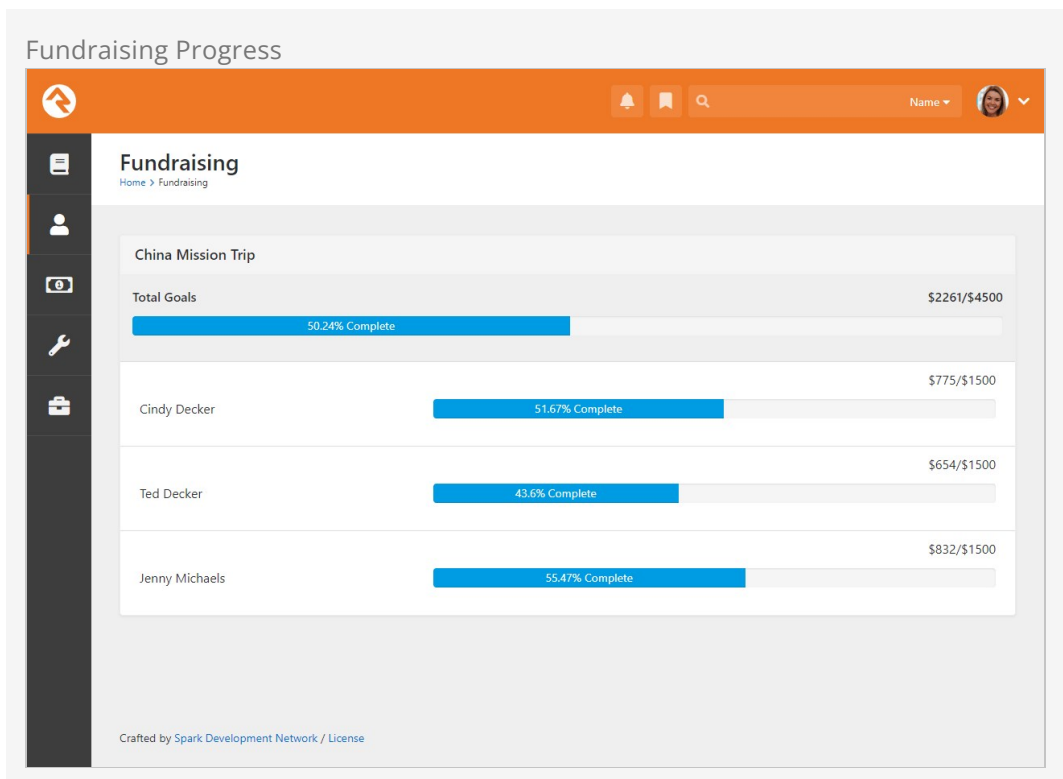 Fundraising Progress
Name
Fundraising
Home > Fundraising
China Mission Trip
Total Goals $2261/$4500
50.24% Complete
$775/$1500
Cindy Decker 51.67% Complete
$654/$1500
Ted Decker 43.6% Complete
$832/$1500
Jenny Michaels 55.47% Complete
Crafted by Spark Development Network / License